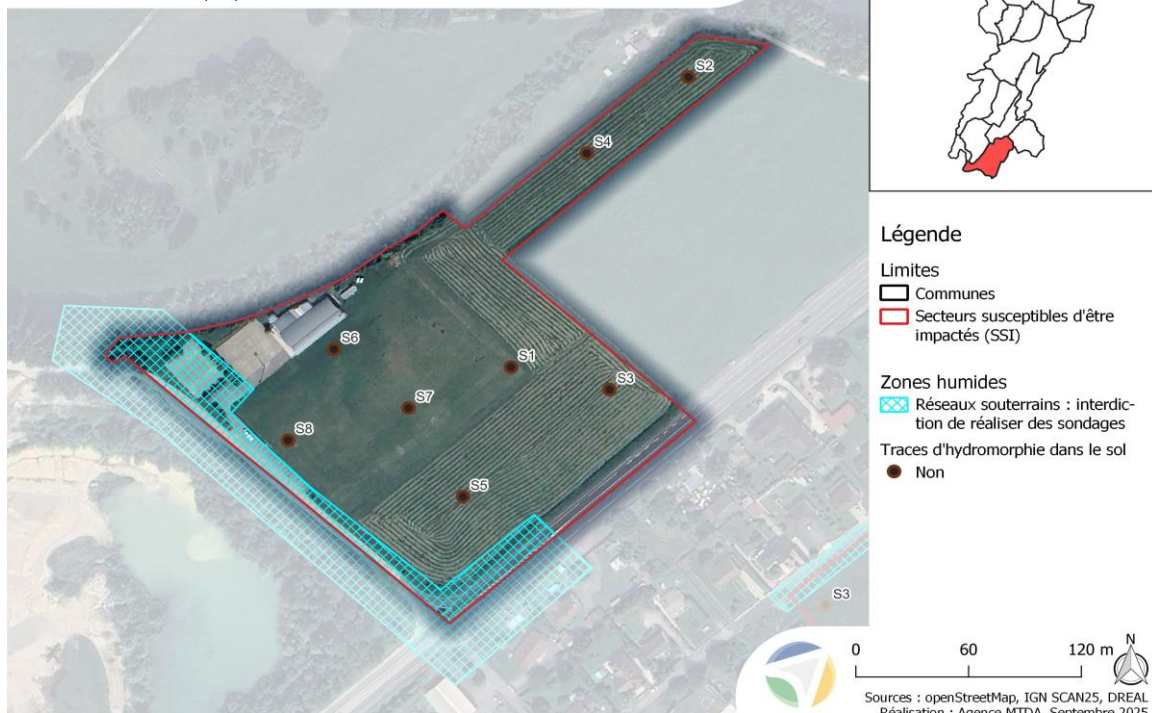 S2
S4
S6
S1
S3
S7
S8
S5
S3
Légende
Limites
Communes
Secteurs susceptibles d'être
impactés (SSI)
Zones humides
Réseaux souterrains : interdic-
tion de réaliser des sondages
Traces d'hydromorphie dans le sol
Non
0 60 120 m
N
Sources : openStreetMap, IGN SCAN25, DREAL
Réalisation : Agence MTDA, Septembre 2025